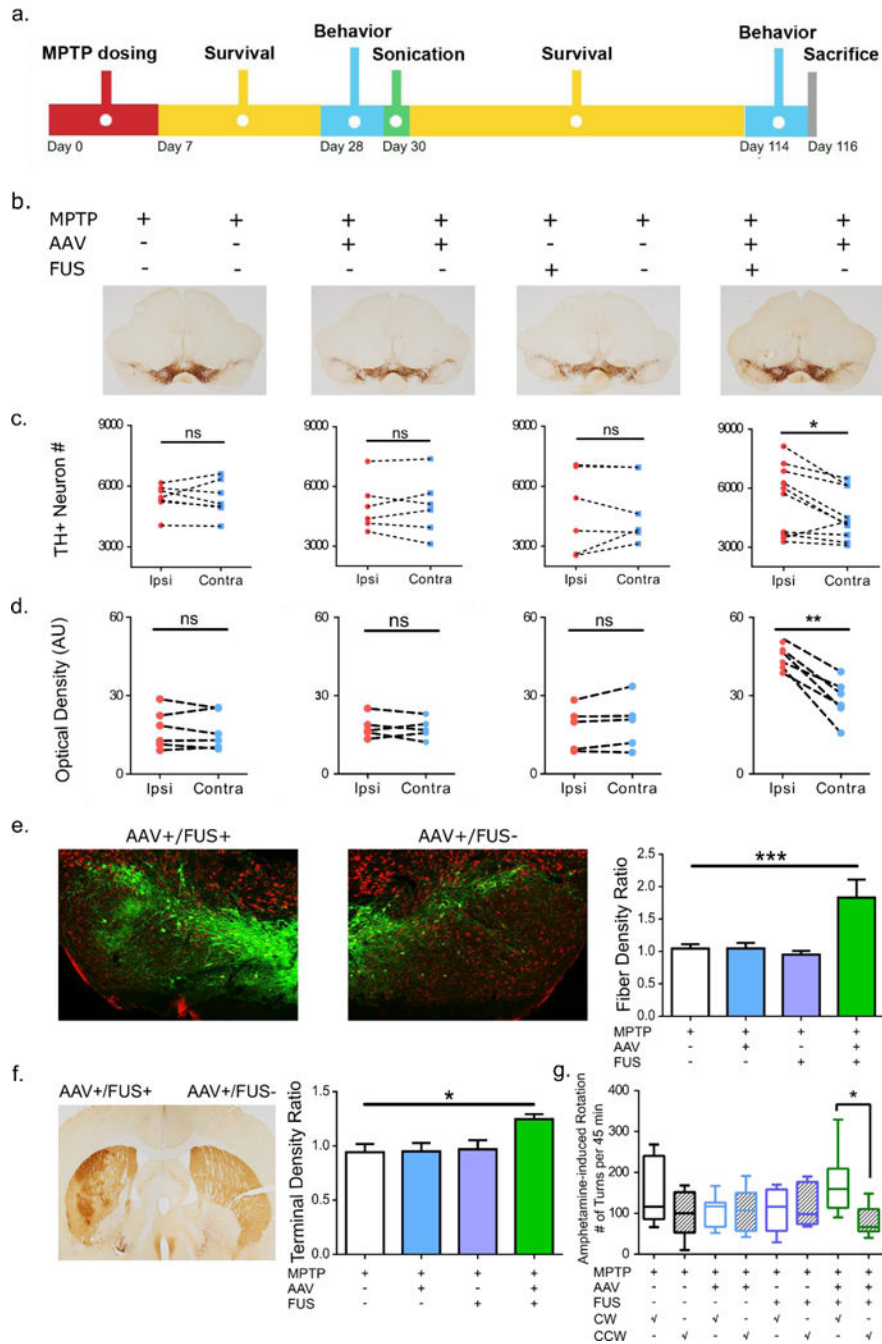 a.
Behavior Behavior
MPTP dosing Survival Sonication Survival Sacrifice
Day 0 Day 7 Day 28 Day 30 Day 114 Day 116
b.
MPTP + + + + + + + +
AAV - - + + - - + +
FUS - - - - + - + -
c.
TH+ Neuron #
9000 ns 9000 ns 9000 ns 9000 *
6000 6000 6000 6000
3000 3000 3000 3000
Ipsi Contra Ipsi Contra Ipsi Contra Ipsi Contra
d.
Optical Density (AU)
60 ns 60 ns 60 ns 60 **
30 30 30 30
0 0 0 0
Ipsi Contra Ipsi Contra Ipsi Contra Ipsi Contra
e.
AAV+/FUS+ AAV+/FUS-
Fiber Density Ratio
2.5
***
2.0
1.5
1.0
0.5
0.0
MPTP + + + +
AAV - + - +
FUS - - + +
f.
AAV+/FUS+ AAV+/FUS-
Terminal Density Ratio
1.5 *
1.0
0.5
0.0
MPTP + + + +
AAV - + - +
FUS - - + +
g.
Amphetamine-induced Rotation
# of Turns per 45 min
400
*
300
200
100
0
MPTP + + + + + + + +
AAV - - + + - - + +
FUS - - - - + + + +
CW √ - √ - √ - √ -
CCW - √ - √ - √ - √